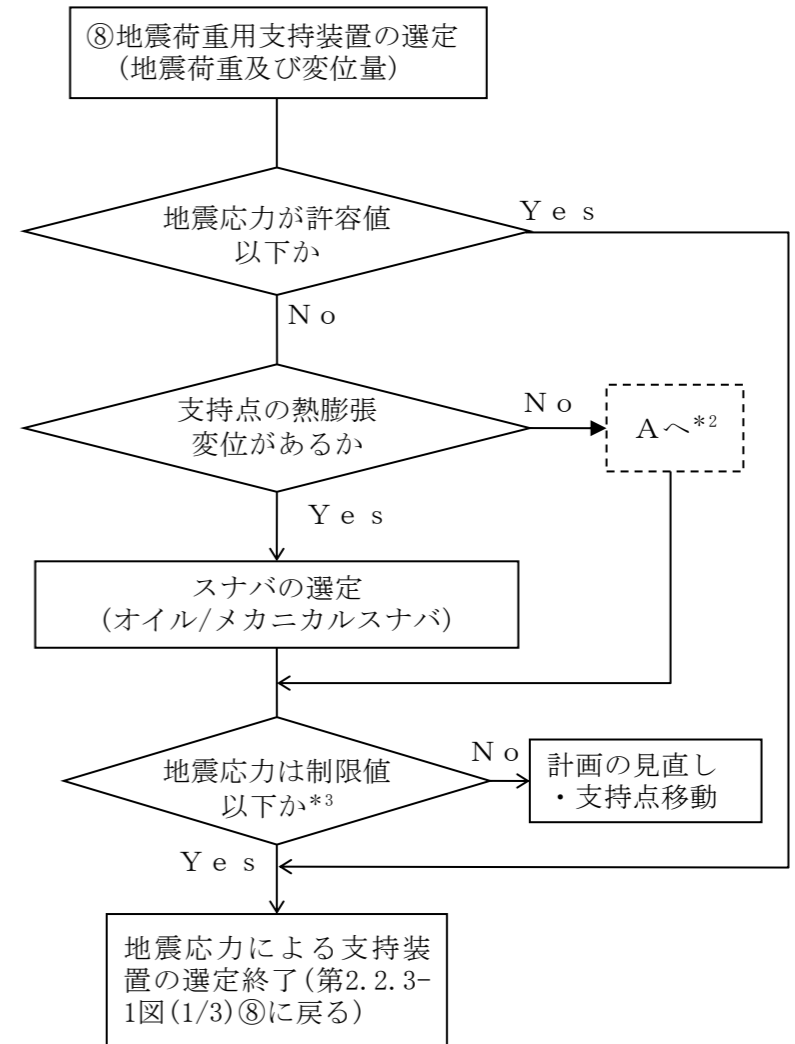 ⑧地震荷重用支持装置の選定
(地震荷重及び変位量)
地震応力が許容値
以下か
Ｙｅｓ
Ｎｏ
支持点の熱膨張
変位があるか
Ｎｏ
Ａへ*2
Ｙｅｓ
スナバの選定
(オイル/メカニカルスナバ)
地震応力は制限値
以下か*3
Ｎｏ
計画の見直し
・支持点移動
Ｙｅｓ
地震応力による支持装
置の選定終了(第2.2.3-
1図(1/3)⑧に戻る)